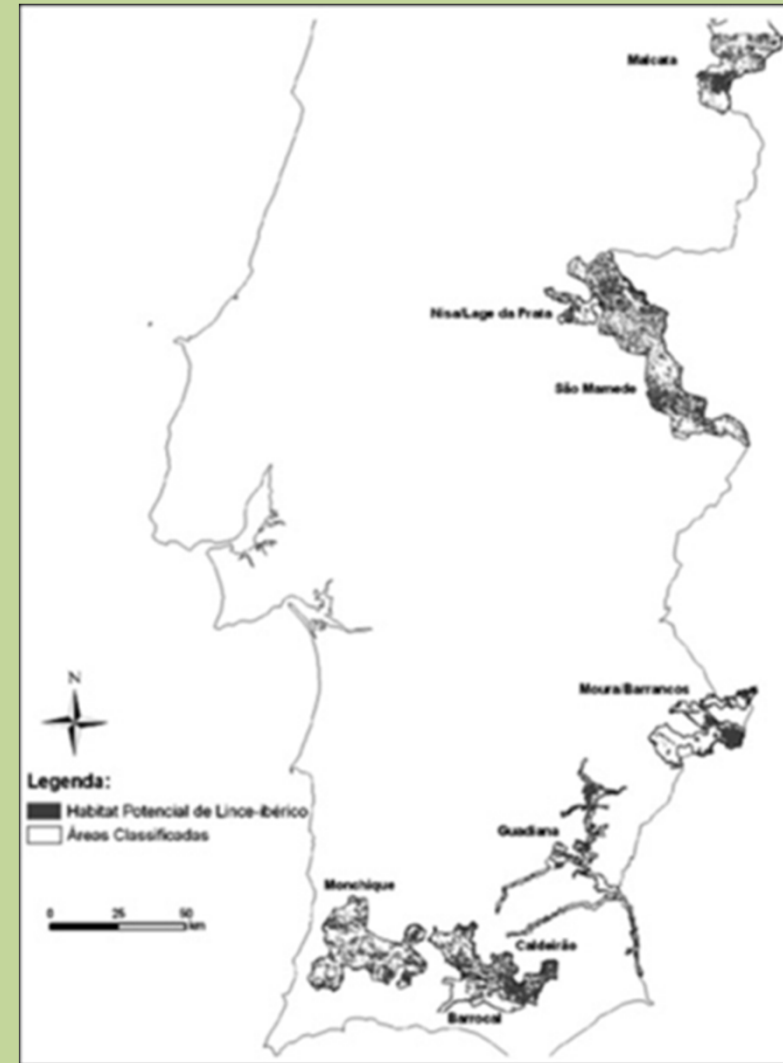 Malcata
Nisa/Lage da Prata
São Mamede
Moura/Barrancos
N
Legenda:
Habitat Potencial de Lince-ibérico
Áreas Classificadas
Guadiana
Monchique
0 25 50
km
Caldeirão
Barrocal